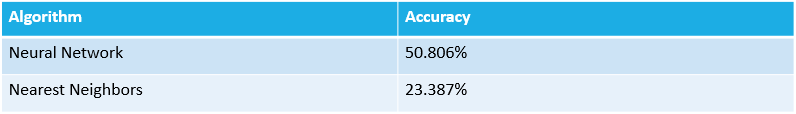 Algorithm Accuracy
Neural Network 50.806%
Nearest Neighbors 23.387%